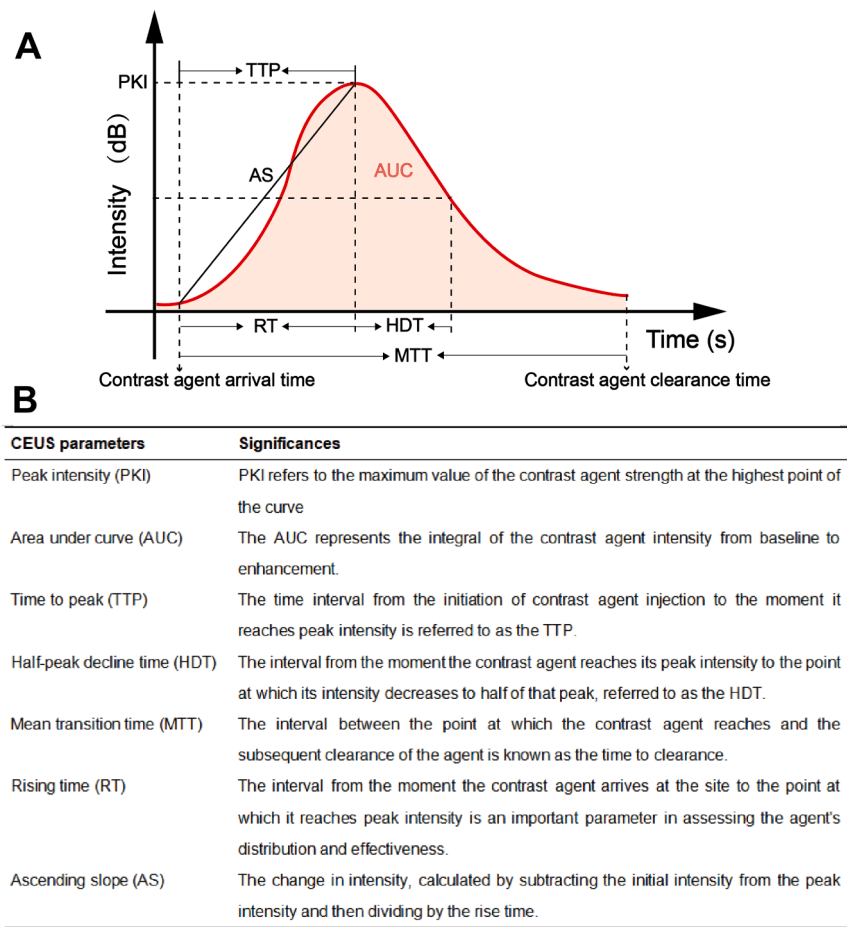 A
TTP
PKI
Intensity (dB)
AS
AUC
RT
HDT
Time (s)
MTT
Contrast agent arrival time
Contrast agent clearance time
B
CEUS parameters Significances
Peak intensity (PKI) PKI refers to the maximum value of the contrast agent strength at the highest point of
the curve
Area under curve (AUC) The AUC represents the integral of the contrast agent intensity from baseline to
enhancement.
Time to peak (TTP) The time interval from the initiation of contrast agent injection to the moment it
reaches peak intensity is referred to as the TTP.
Half-peak decline time (HDT) The interval from the moment the contrast agent reaches its peak intensity to the point
at which its intensity decreases to half of that peak, referred to as the HDT.
Mean transition time (MTT) The interval between the point at which the contrast agent reaches and the
subsequent clearance of the agent is known as the time to clearance.
Rising time (RT) The interval from the moment the contrast agent arrives at the site to the point at
which it reaches peak intensity is an important parameter in assessing the agent's
distribution and effectiveness.
Ascending slope (AS) The change in intensity, calculated by subtracting the initial intensity from the peak
intensity and then dividing by the rise time.